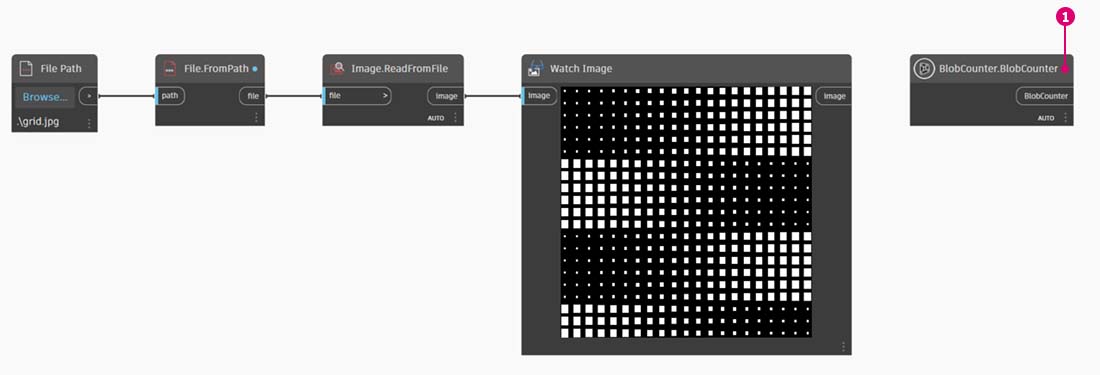 1
File Path
Browse...
>
.\grid.jpg
File.FromPath
path
file
Image.ReadFromFile
file
>
image
AUTO
Watch Image
image
image
BlobCounter.BlobCounter
BlobCounter
AUTO